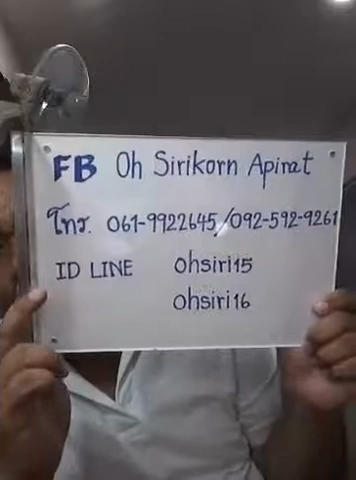 FB Oh Sirikorn Apirat
โทร. 061-9922645/092-592-9261
ID LINE ohsiri15
ohsiri16